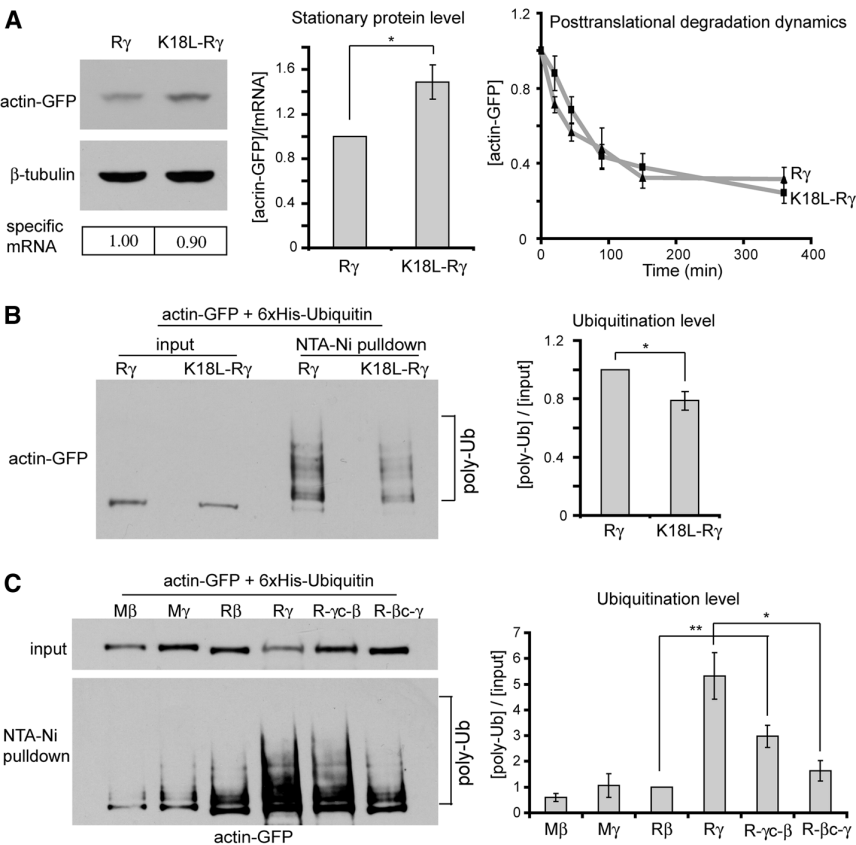 A
Rγ K18L-Rγ
actin-GFP
β-tubulin
specific mRNA
1.00 0.90
Stationary protein level
*
[acrin-GFP]/[mRNA]
1.6
1.2
0.8
0.4
0
Rγ K18L-Rγ
Posttranslational degradation dynamics
[actin-GFP]
1.2
0.8
0.4
0
0 100 200 300 400
Time (min)
Rγ
K18L-Rγ
B
actin-GFP + 6xHis-Ubiquitin
input NTA-Ni pulldown
Rγ K18L-Rγ Rγ K18L-Rγ
actin-GFP
poly-Ub
Ubiquitination level
*
[poly-Ub] / [input]
1.2
0.8
0.4
0
Rγ K18L-Rγ
C
actin-GFP + 6xHis-Ubiquitin
Mβ Mγ Rβ Rγ R-γc-β R-βc-γ
input
NTA-Ni pulldown
poly-Ub
actin-GFP
Ubiquitination level
** *
[poly-Ub] / [input]
7
6
5
4
3
2
1
0
Mβ Mγ Rβ Rγ R-γc-β R-βc-γ